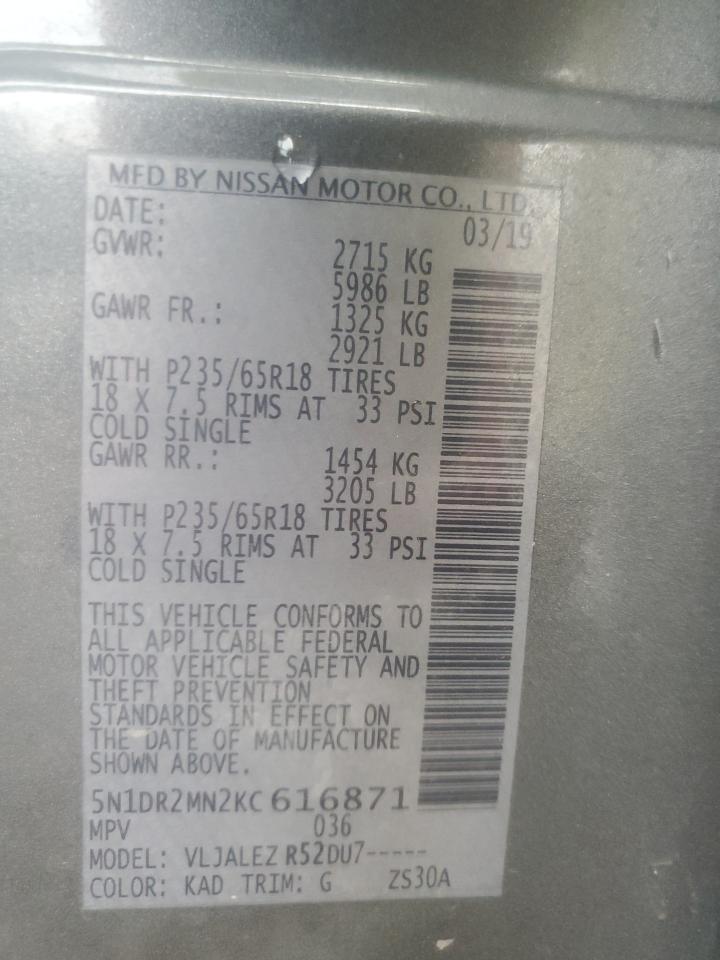 MFD BY NISSAN MOTOR CO., LTD.
DATE: 03/19
GVWR: 2715 KG
5986 LB
GAWR FR.: 1325 KG
2921 LB
WITH P235/65R18 TIRES
18 X 7.5 RIMS AT 33 PSI
COLD SINGLE
GAWR RR.: 1454 KG
3205 LB
WITH P235/65R18 TIRES
18 X 7.5 RIMS AT 33 PSI
COLD SINGLE
THIS VEHICLE CONFORMS TO
ALL APPLICABLE FEDERAL
MOTOR VEHICLE SAFETY AND
THEFT PREVENTION
STANDARDS IN EFFECT ON
THE DATE OF MANUFACTURE
SHOWN ABOVE.
5N1DR2MN2KC616871
MPV 036
MODEL: VLJALEZ R52DU7-----
COLOR: KAD TRIM: G ZS30A